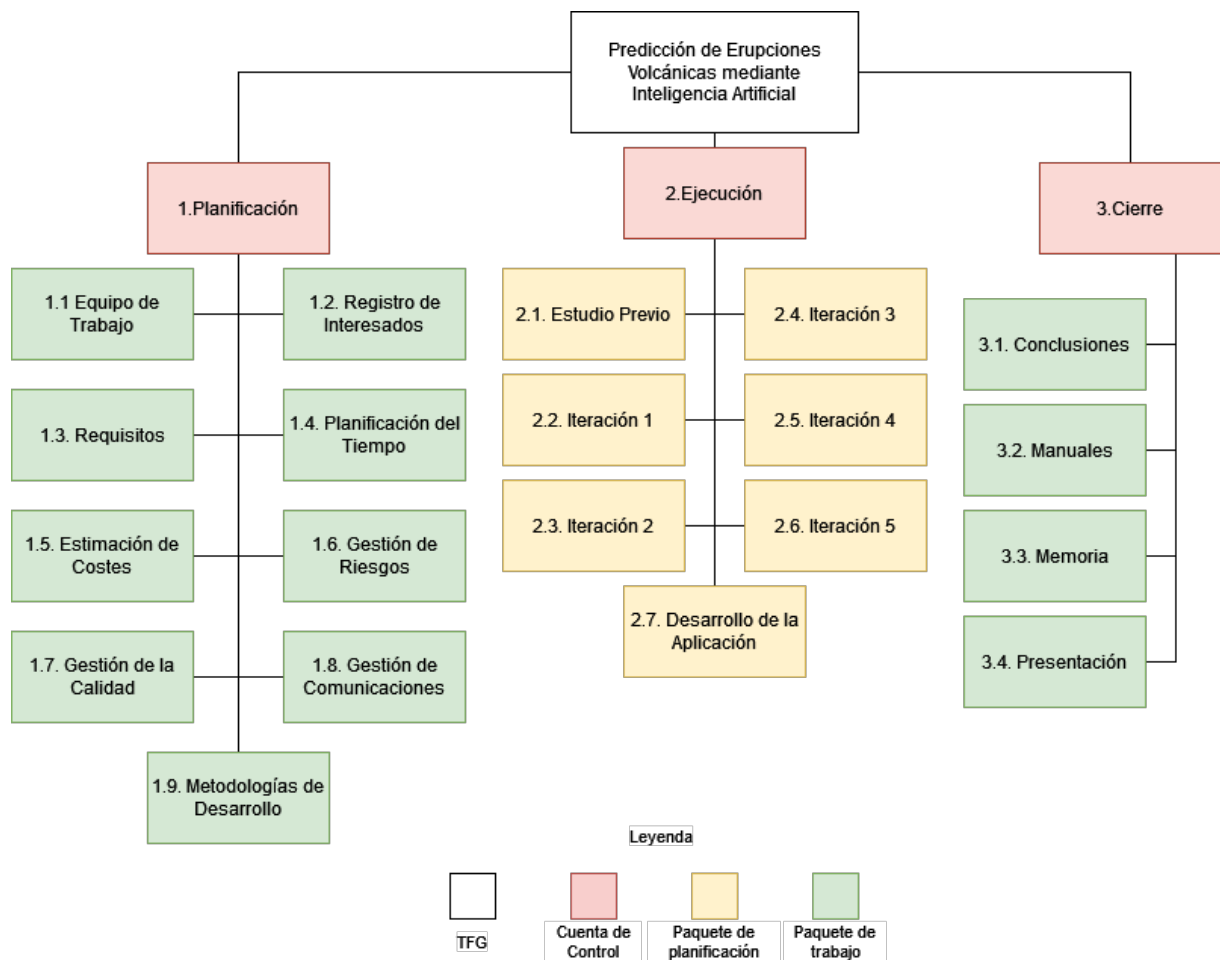 Predicción de Erupciones
Volcánicas mediante
Inteligencia Artificial
1.Planificación
2.Ejecución
3.Cierre
1.1 Equipo de
Trabajo
1.2. Registro de
Interesados
1.3. Requisitos
1.4. Planificación del
Tiempo
1.5. Estimación de
Costes
1.6. Gestión de
Riesgos
1.7. Gestión de la
Calidad
1.8. Gestión de
Comunicaciones
1.9. Metodologías de
Desarrollo
2.1. Estudio Previo
2.4. Iteración 3
2.2. Iteración 1
2.5. Iteración 4
2.3. Iteración 2
2.6. Iteración 5
2.7. Desarrollo de la
Aplicación
3.1. Conclusiones
3.2. Manuales
3.3. Memoria
3.4. Presentación
Leyenda
TFG
Cuenta de
Control
Paquete de
planificación
Paquete de
trabajo